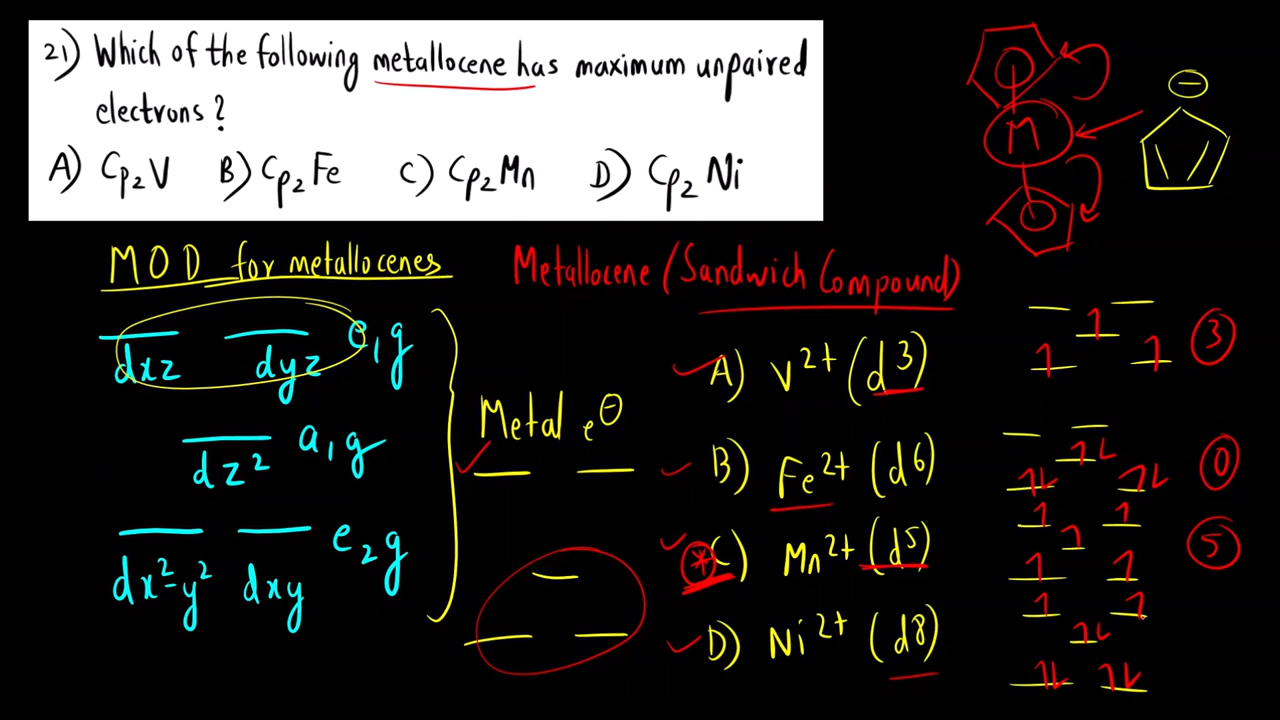 21) Which of the following metallocene has maximum unpaired
electrons?
A) Cp2V B) Cp2Fe C) Cp2Mn D) Cp2Ni
M
⊖
MOD for metallocenes
Metallocene (Sandwich Compound)
dxz dyz e1g
dz2 a1g
dx2-y2 dxy e2g
Metal e⊖
A) V2+ (d3) 3
B) Fe2+ (d6) 0
* C) Mn2+ (d5) 5
D) Ni2+ (d8)